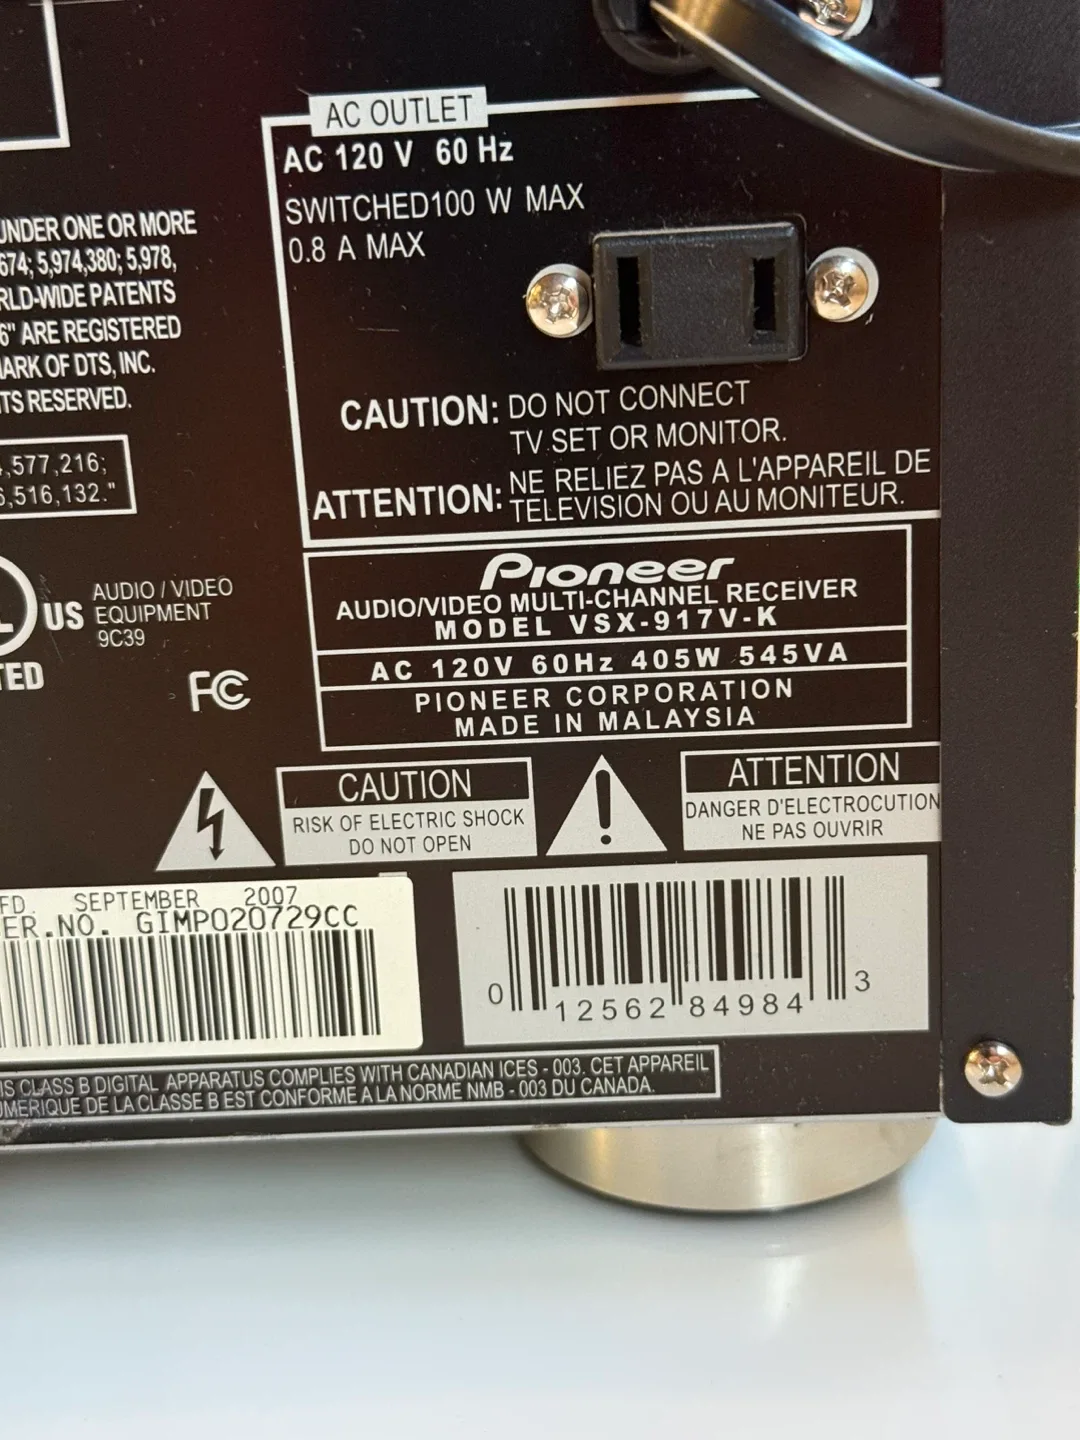 AC OUTLET
AC 120 V 60 Hz
SWITCHED100 W MAX
0.8 A MAX
CAUTION: DO NOT CONNECT
TV SET OR MONITOR.
ATTENTION: NE RELIEZ PAS A L'APPAREIL DE
TELEVISION OU AU MONITEUR.
UNDER ONE OR MORE
674; 5,974,380; 5,978,
RLD-WIDE PATENTS
6" ARE REGISTERED
ARK OF DTS, INC.
TS RESERVED.
,577,216;
6,516,132."
Pioneer
AUDIO/VIDEO MULTI-CHANNEL RECEIVER
MODEL VSX-917V-K
AC 120V 60Hz 405W 545VA
PIONEER CORPORATION
MADE IN MALAYSIA
L US
TED
AUDIO / VIDEO
EQUIPMENT
9C39
FC
CAUTION
RISK OF ELECTRIC SHOCK
DO NOT OPEN
!
ATTENTION
DANGER D'ELECTROCUTION
NE PAS OUVRIR
FD. SEPTEMBER 2007
ER.NO. GIMP020729CC
0 12562 84984 3
IS CLASS B DIGITAL APPARATUS COMPLIES WITH CANADIAN ICES - 003. CET APPAREIL
UMERIQUE DE LA CLASSE B EST CONFORME A LA NORME NMB - 003 DU CANADA.